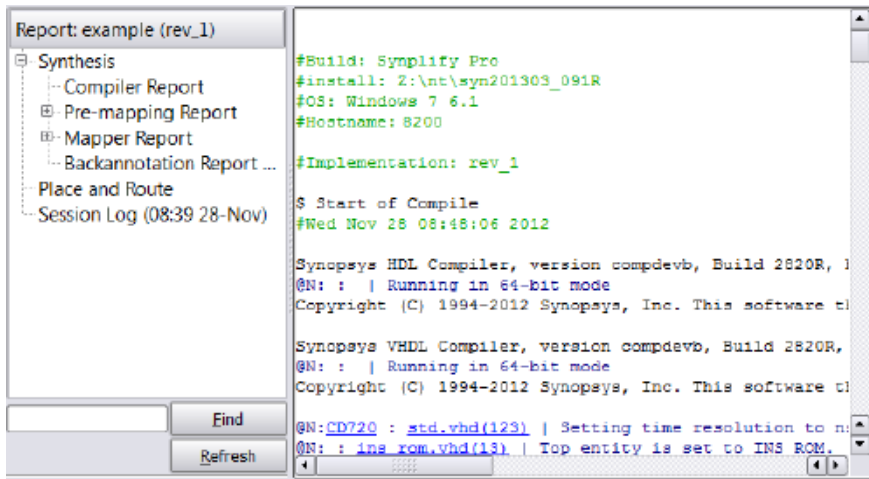 Report: example (rev_1)
Synthesis
Compiler Report
Pre-mapping Report
Mapper Report
Backannotation Report ...
Place and Route
Session Log (08:39 28-Nov)
Find
Refresh
#Build: Synplify Pro
#install: Z:\nt\syn201303_091R
#OS: Windows 7 6.1
#Hostname: 8200
#Implementation: rev_1
$ Start of Compile
#Wed Nov 28 08:48:06 2012
Synopsys HDL Compiler, version compdevb, Build 2820R,
@N: : | Running in 64-bit mode
Copyright (C) 1994-2012 Synopsys, Inc. This software
Synopsys VHDL Compiler, version compdevb, Build 2820R,
@N: : | Running in 64-bit mode
Copyright (C) 1994-2012 Synopsys, Inc. This software
@N:CD720 : std.vhd(123) | Setting time resolution to
@N: : ins_rom.vhd(13) | Top entity is set to INS_ROM.